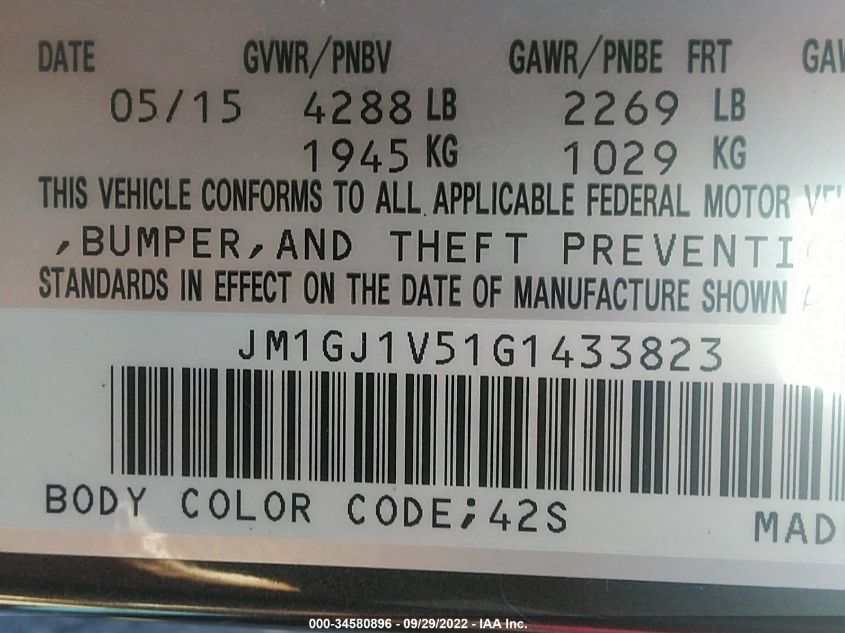 DATE GVWR/PNBV GAWR/PNBE FRT
05/15 4288 LB 2269 LB
1945 KG 1029 KG
THIS VEHICLE CONFORMS TO ALL APPLICABLE FEDERAL MOTOR
,BUMPER,AND THEFT PREVENTI
STANDARDS IN EFFECT ON THE DATE OF MANUFACTURE SHOWN
JM1GJ1V51G1433823
BODY COLOR CODE;42S MAD
000-34580896 - 09/29/2022 - IAA Inc.